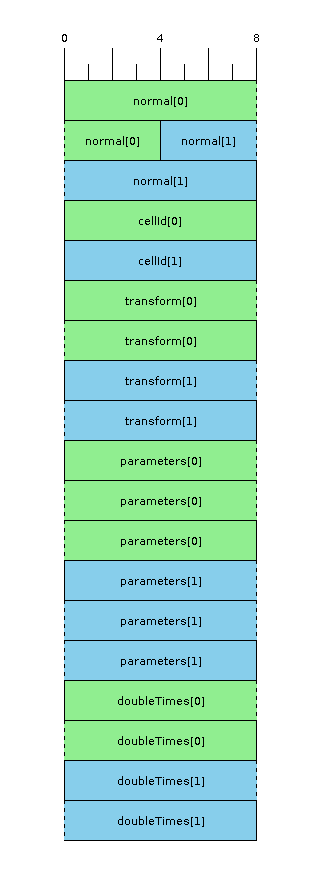 0 4 8
normal[0]
normal[0] normal[1]
normal[1]
cellId[0]
cellId[1]
transform[0]
transform[0]
transform[1]
transform[1]
parameters[0]
parameters[0]
parameters[0]
parameters[1]
parameters[1]
parameters[1]
doubleTimes[0]
doubleTimes[0]
doubleTimes[1]
doubleTimes[1]